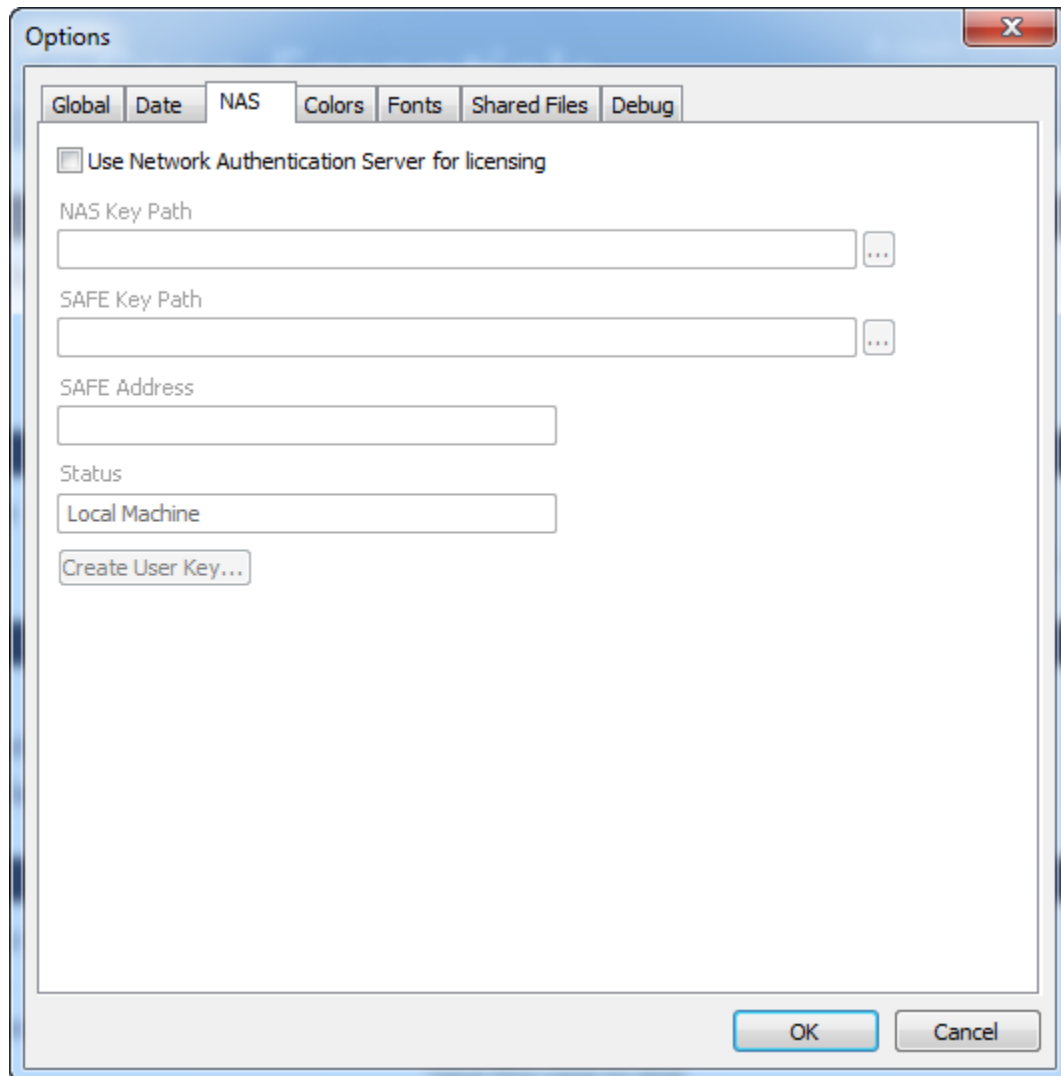 Options
X
Global Date NAS Colors Fonts Shared Files Debug
Use Network Authentication Server for licensing
NAS Key Path
...
SAFE Key Path
...
SAFE Address
Status
Local Machine
Create User Key...
OK Cancel